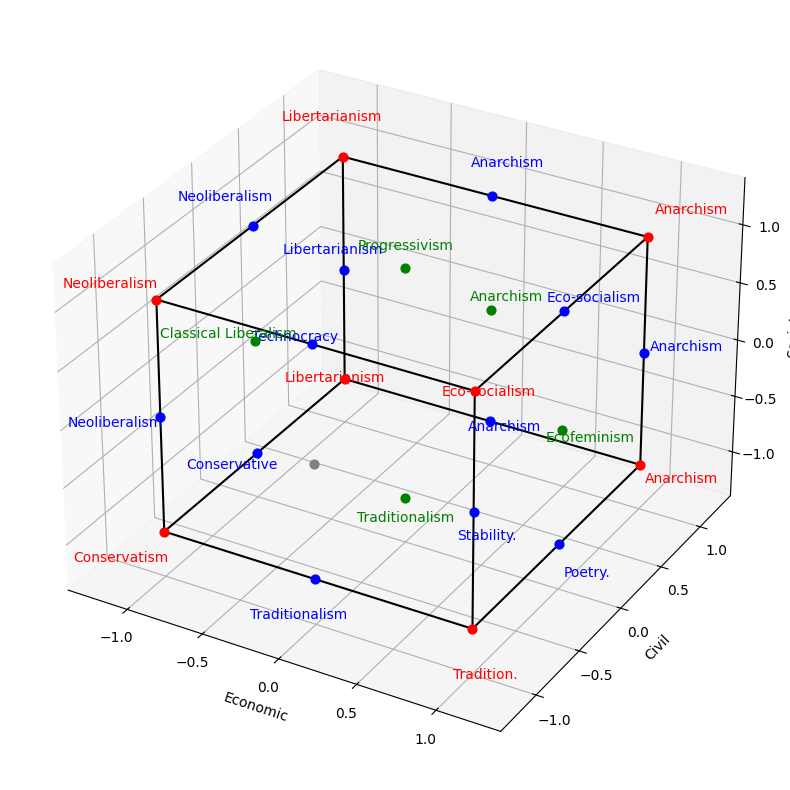 Libertarianism
Anarchism
Neoliberalism
Anarchism
Progressivism
Libertarianism
Neoliberalism
Anarchism
Eco-socialism
Classical Liberalism
Technocracy
Anarchism
Libertarianism
Eco-socialism
Neoliberalism
Anarchism
Ecofeminism
Conservative
Anarchism
Traditionalism
Stability.
Conservatism
Poetry.
Traditionalism
Tradition.
1.0
0.5
0.0
−0.5
−1.0
1.0
0.5
0.0
−0.5
−1.0
Civil
−1.0
−0.5
0.0
0.5
1.0
Economic